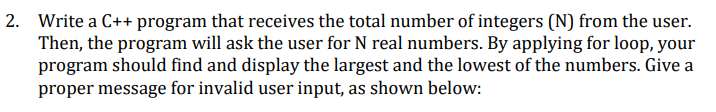 2. Write a C++ program that receives the total number of integers (N) from the user.
Then, the program will ask the user for N real numbers. By applying for loop, your
program should find and display the largest and the lowest of the numbers. Give a
proper message for invalid user input, as shown below: